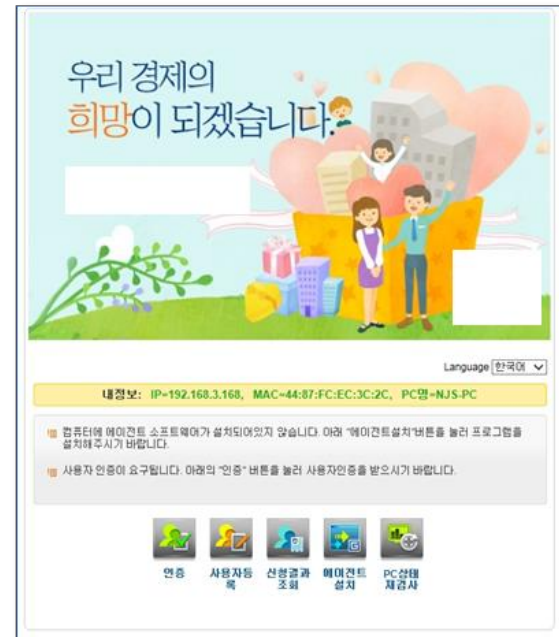 우리 경제의
희망이 되겠습니다.
Language 한국어
내정보: IP=192.168.3.168, MAC=44:87:FC:EC:3C:2C, PC명=NJS-PC
컴퓨터에 에이전트 소프트웨어가 설치되어있지 않습니다. 아래 "에이전트설치"버튼을 눌러 프로그램을
설치해주시기 바랍니다.
사용자 인증이 요구됩니다. 아래의 "인증" 버튼을 눌러 사용자인증을 받으시기 바랍니다.
인증 사용자등 신청결과 에이전트 PC상태
록 조회 설치 재검사